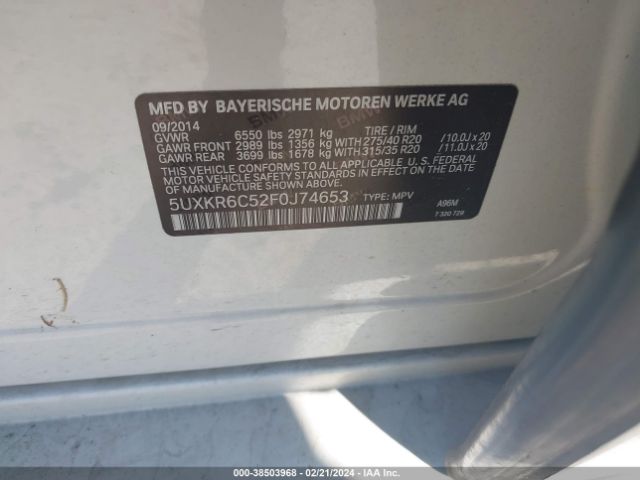 MFD BY BAYERISCHE MOTOREN WERKE AG
09/2014
GVWR 6550 lbs 2971 kg TIRE / RIM
GAWR FRONT 2989 lbs 1356 kg WITH 275/40 R20 /10.0J x 20
GAWR REAR 3699 lbs 1678 kg WITH 315/35 R20 /11.0J x 20
THIS VEHICLE CONFORMS TO ALL APPLICABLE U. S. FEDERAL
MOTOR VEHICLE SAFETY STANDARDS IN EFFECT ON THE DATE
OF MANUFACTURE SHOWN ABOVE.
5UXKR6C52F0J74653 TYPE: MPV A96M
7 320 729
000-38503968 - 02/21/2024 - IAA Inc.